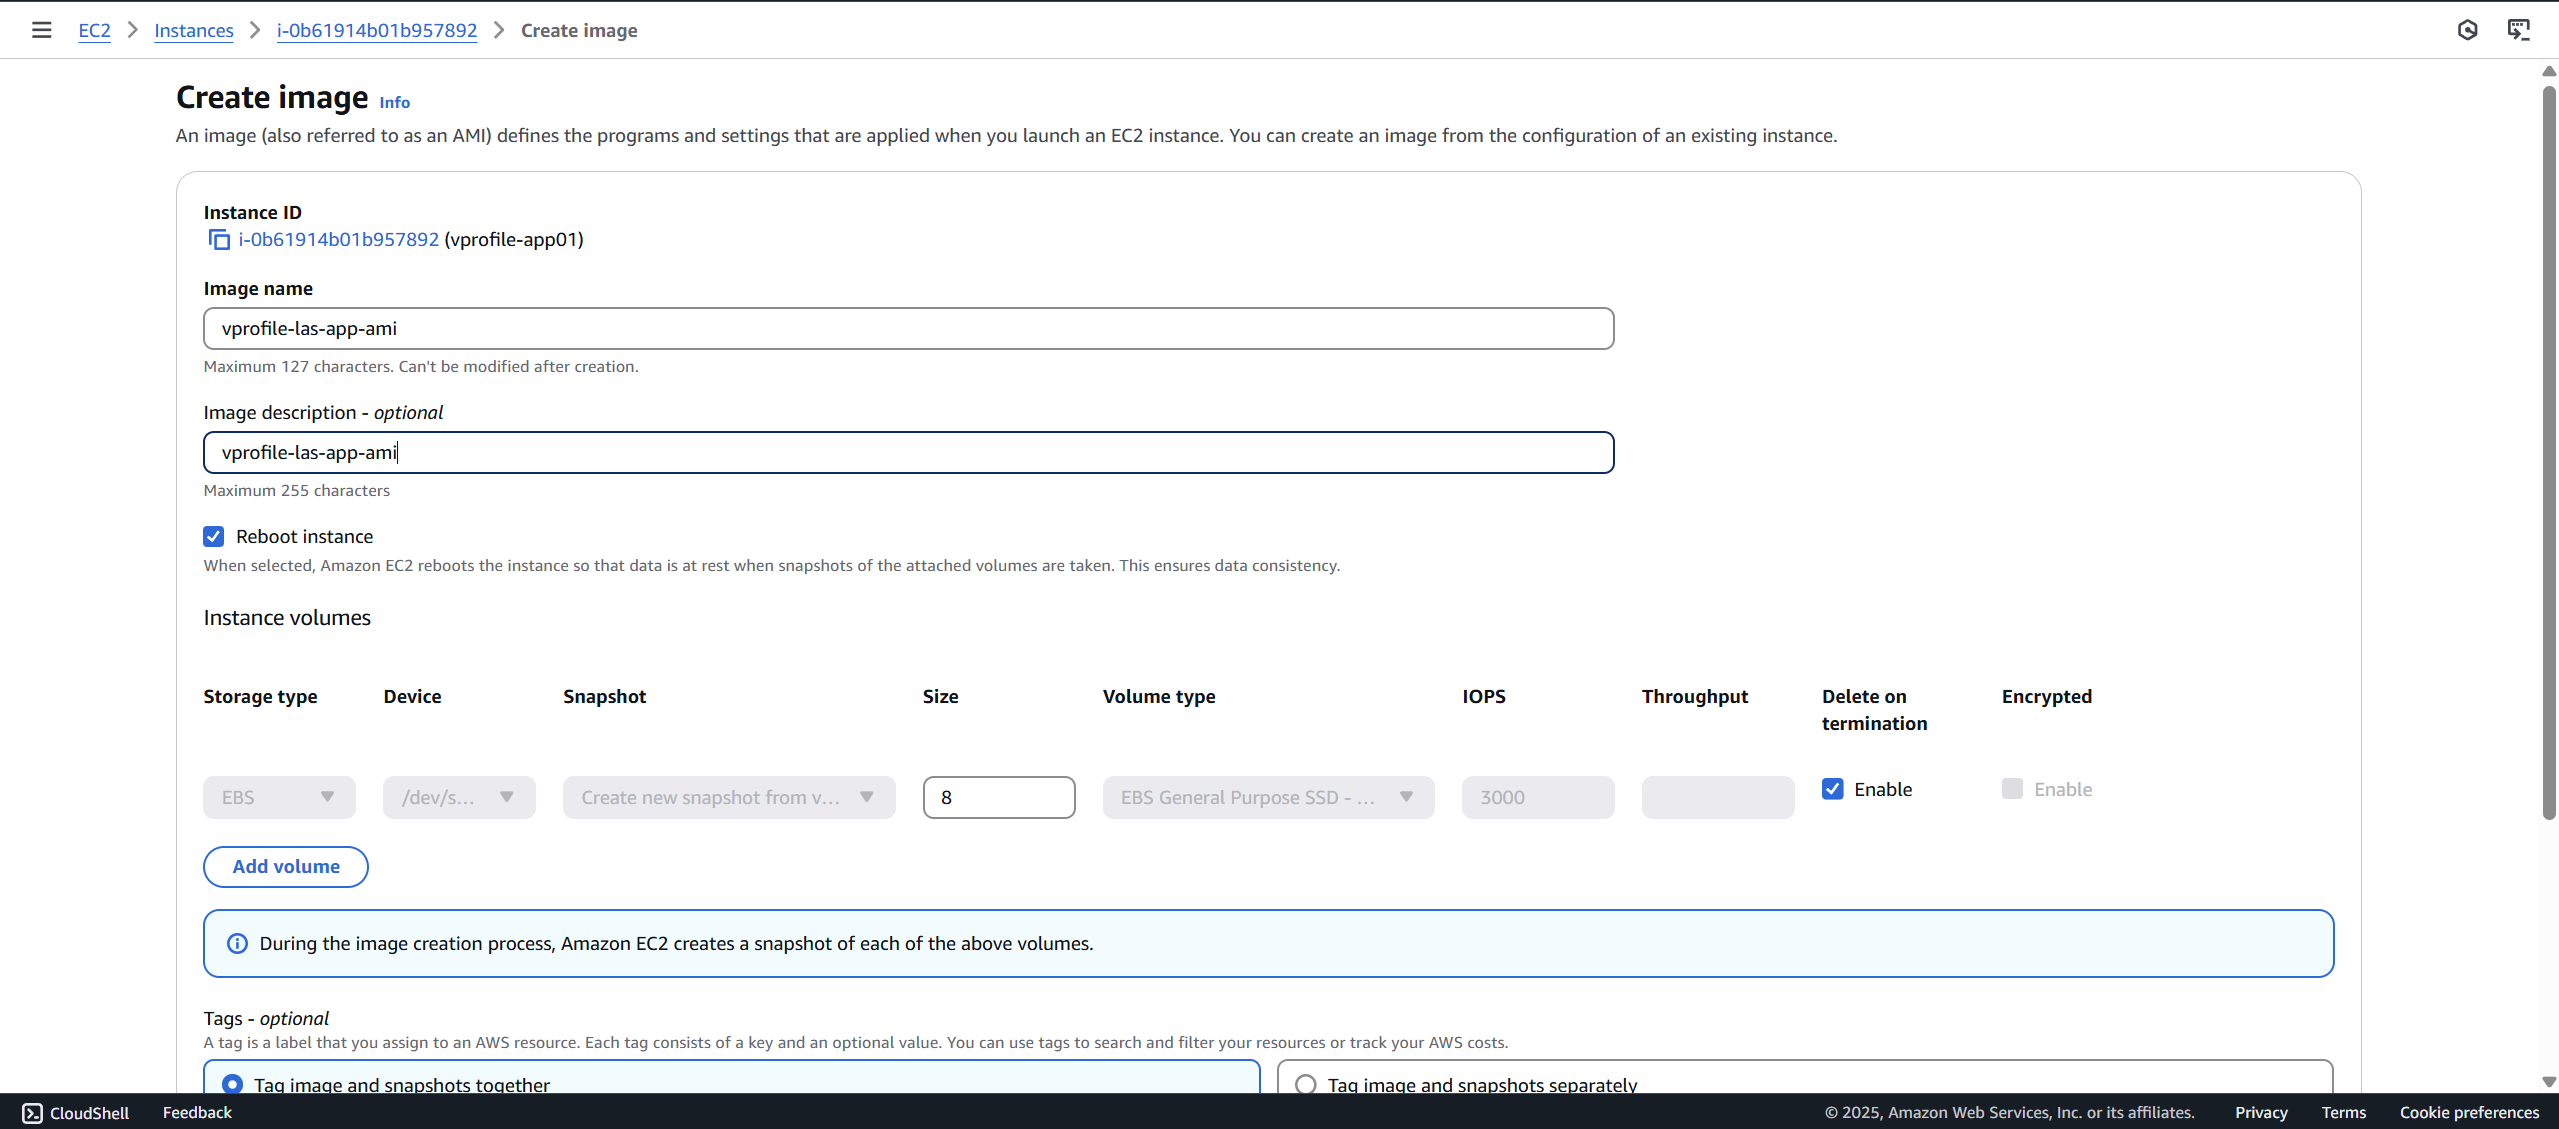 EC2 > Instances > i-0b61914b01b957892 > Create image
Create image Info
An image (also referred to as an AMI) defines the programs and settings that are applied when you launch an EC2 instance. You can create an image from the configuration of an existing instance.
Instance ID
i-0b61914b01b957892 (vprofile-app01)
Image name
vprofile-las-app-ami
Maximum 127 characters. Can't be modified after creation.
Image description - optional
vprofile-las-app-ami
Maximum 255 characters
Reboot instance
When selected, Amazon EC2 reboots the instance so that data is at rest when snapshots of the attached volumes are taken. This ensures data consistency.
Instance volumes
Storage type Device Snapshot Size Volume type IOPS Throughput Delete on termination Encrypted
EBS /dev/s... Create new snapshot from v... 8 EBS General Purpose SSD - ... 3000 Enable Enable
Add volume
During the image creation process, Amazon EC2 creates a snapshot of each of the above volumes.
Tags - optional
A tag is a label that you assign to an AWS resource. Each tag consists of a key and an optional value. You can use tags to search and filter your resources or track your AWS costs.
Tag image and snapshots together Tag image and snapshots separately
CloudShell Feedback © 2025, Amazon Web Services, Inc. or its affiliates. Privacy Terms Cookie preferences